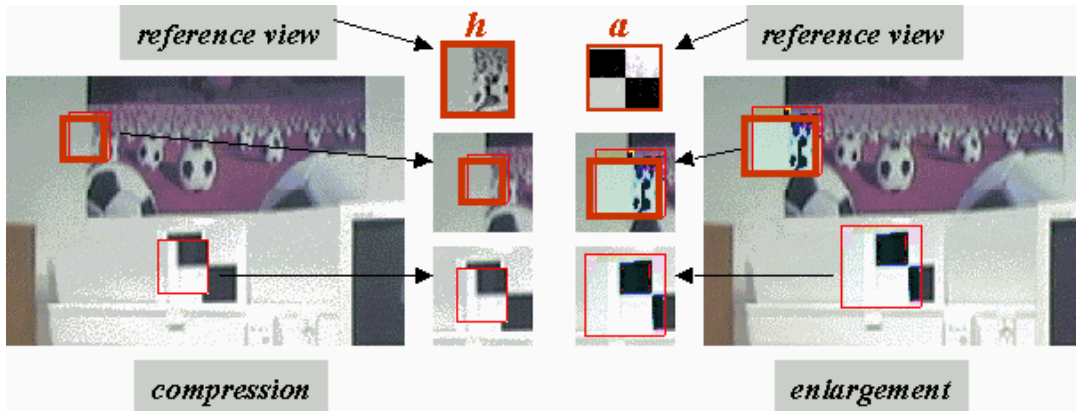 reference view
h
a
reference view
compression
enlargement